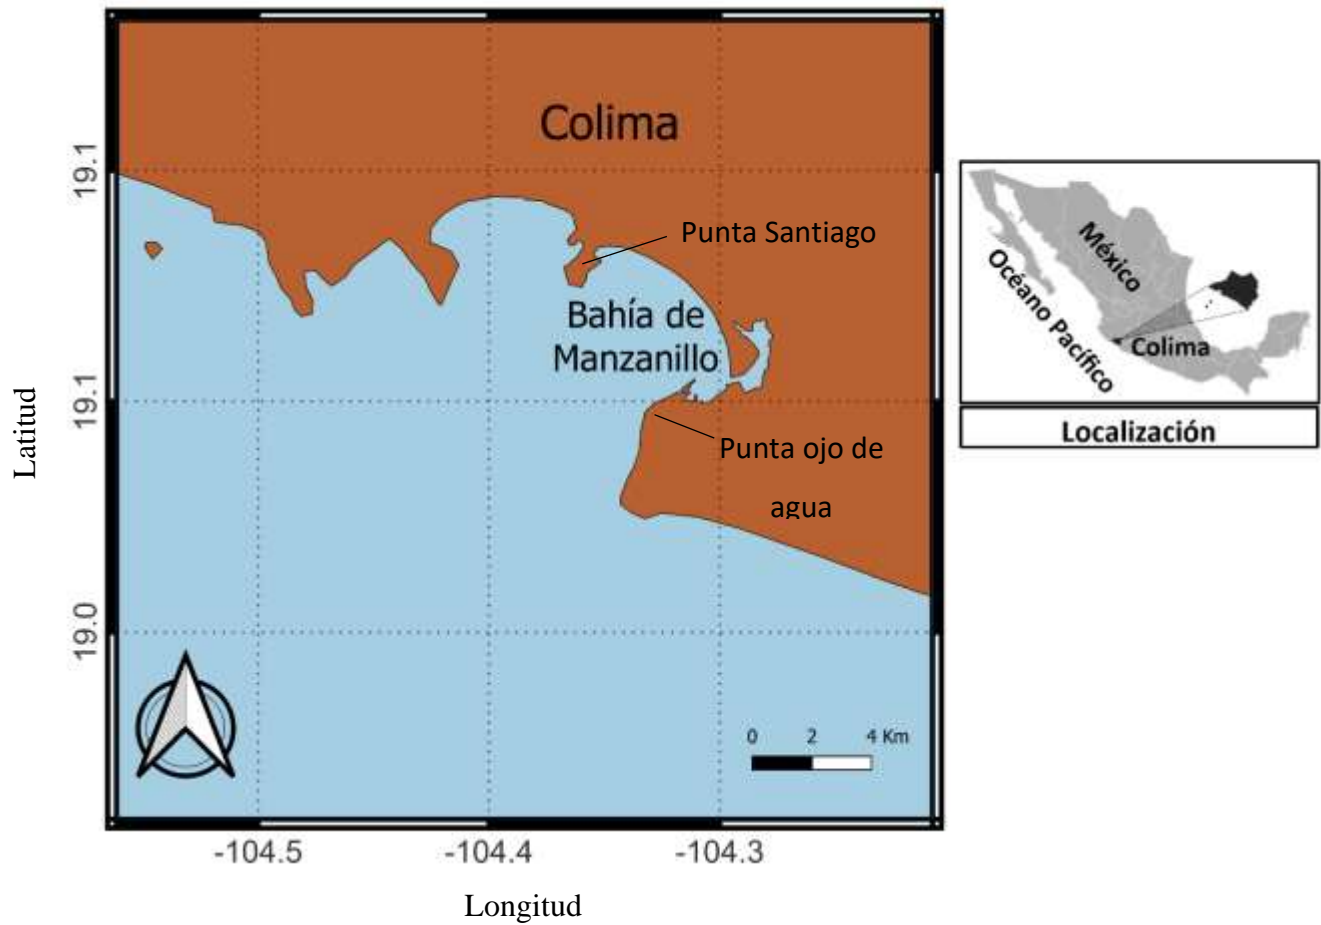 Colima
Punta Santiago
Bahía de
Manzanillo
Punta ojo de
agua
19.1
19.1
19.0
Latitud
0 2 4 Km
-104.5 -104.4 -104.3
Longitud
México
Océano Pacífico
Colima
Localización